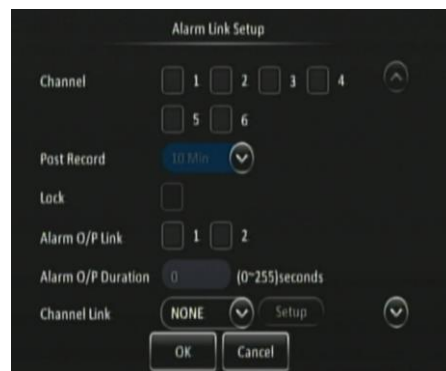 Alarm Link Setup
Channel 1 2 3 4
5 6
Post Record 10 Min
Lock
Alarm O/P Link 1 2
Alarm O/P Duration 0 (0~255)seconds
Channel Link NONE Setup
OK Cancel